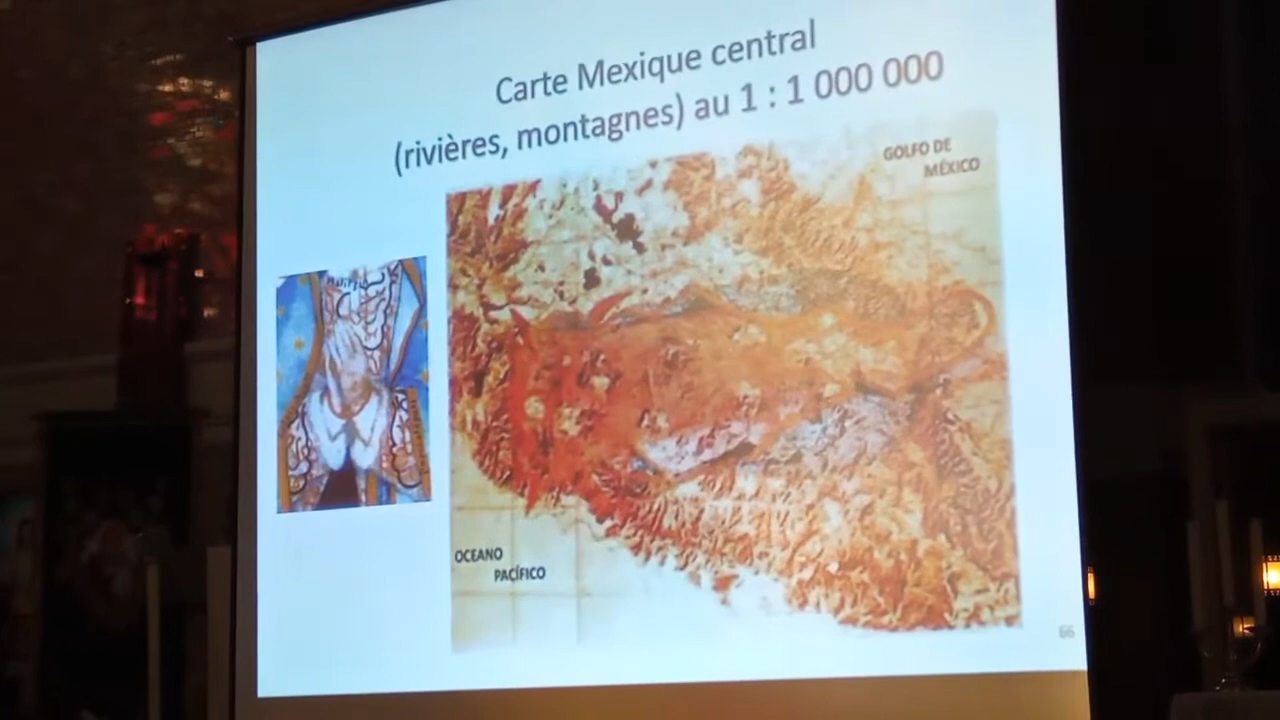 Carte Mexique central
(rivières, montagnes) au 1 : 1 000 000
GOLFO DE
MÉXICO
OCEANO
PACÍFICO
66